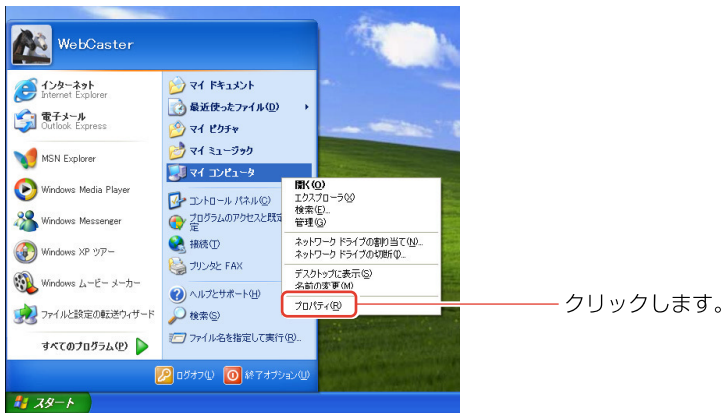 WebCaster
インターネット
Internet Explorer
電子メール
Outlook Express
MSN Explorer
Windows Media Player
Windows Messenger
Windows XP ツアー
Windows ムービー メーカー
ファイルと設定の転送ウィザード
すべてのプログラム(P)
マイ ドキュメント
最近使ったファイル(D)
マイ ピクチャ
マイ ミュージック
マイ コンピュータ
コントロール パネル(C)
プログラムのアクセスと既定
定
接続(T)
プリンタと FAX
ヘルプとサポート(H)
検索(S)
ファイル名を指定して実行(R)...
開く(O)
エクスプローラ(X)
検索(E)...
管理(G)
ネットワーク ドライブの割り当て(N)...
ネットワーク ドライブの切断(I)...
デスクトップに表示(S)
名前の変更(M)
プロパティ(R)
クリックします。
ログオフ(L)
終了オプション(U)
スタート